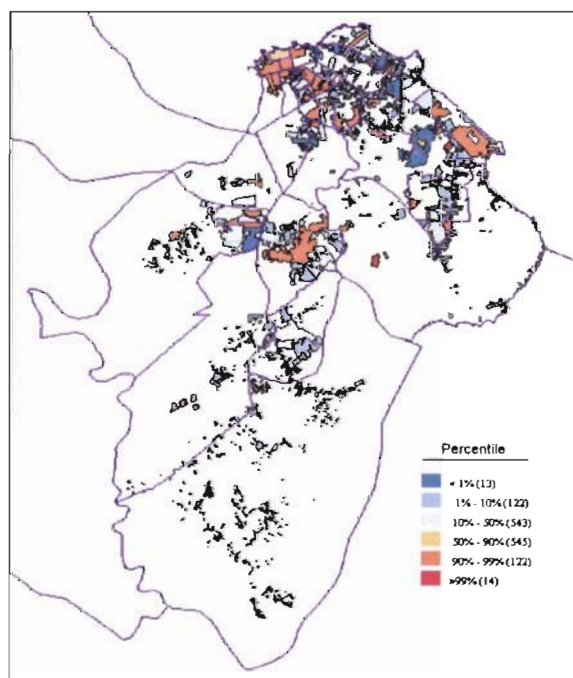 Percentile
< 1% (13)
1% - 10% (122)
10% - 50% (543)
50% - 90% (545)
90% - 99% (122)
>99% (14)